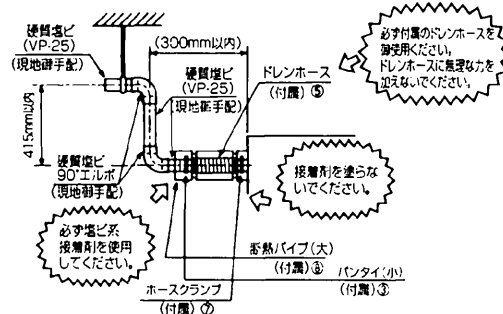 硬質塩ビ
(VP-25)
(現地御手配)
(300mm以内)
硬質塩ビ
(VP-25)
(現地御手配)
ドレンホース
(付属)⑤
必ず付属のドレンホースを
御使用ください。
ドレンホースに無理な力を
加えないでください。
415mm以内
硬質塩ビ
90°エルボ
(現地御手配)
接着剤を塗らな
いでください。
必ず塩ビ系
接着剤を使用
してください。
断熱パイプ(大)
(付属)⑧
バンタイ(小)
(付属)③
ホースクランプ
(付属)⑦